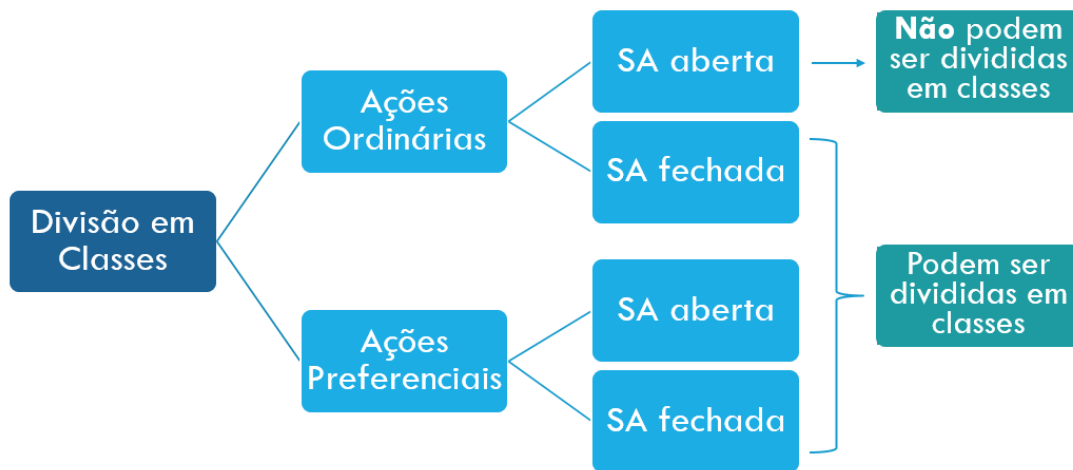 Divisão em
Classes
Ações
Ordinárias
SA aberta
Não podem
ser divididas
em classes
SA fechada
Ações
Preferenciais
SA aberta
SA fechada
Podem ser
divididas em
classes